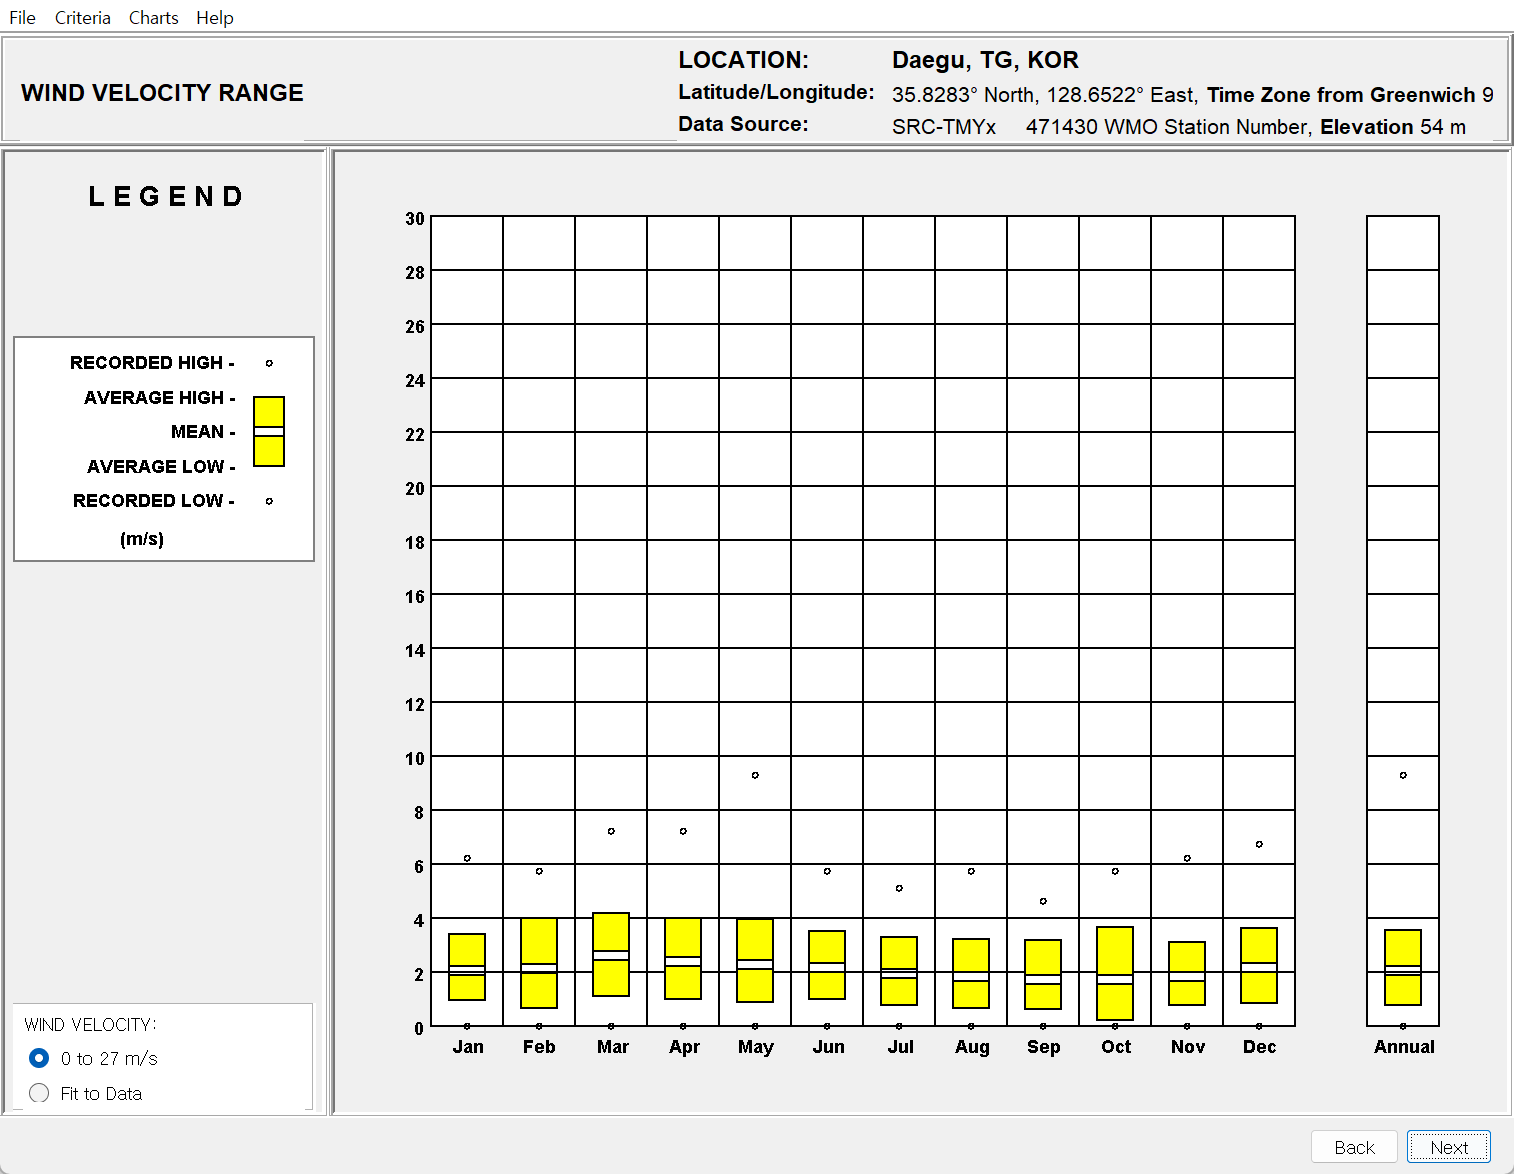 File Criteria Charts Help
WIND VELOCITY RANGE
LOCATION: Daegu, TG, KOR
Latitude/Longitude: 35.8283° North, 128.6522° East, Time Zone from Greenwich 9
Data Source: SRC-TMYx 471430 WMO Station Number, Elevation 54 m
LEGEND
RECORDED HIGH -
AVERAGE HIGH -
MEAN -
AVERAGE LOW -
RECORDED LOW -
(m/s)
WIND VELOCITY:
0 to 27 m/s
Fit to Data
30
28
26
24
22
20
18
16
14
12
10
8
6
4
2
0
Jan Feb Mar Apr May Jun Jul Aug Sep Oct Nov Dec Annual
Back Next